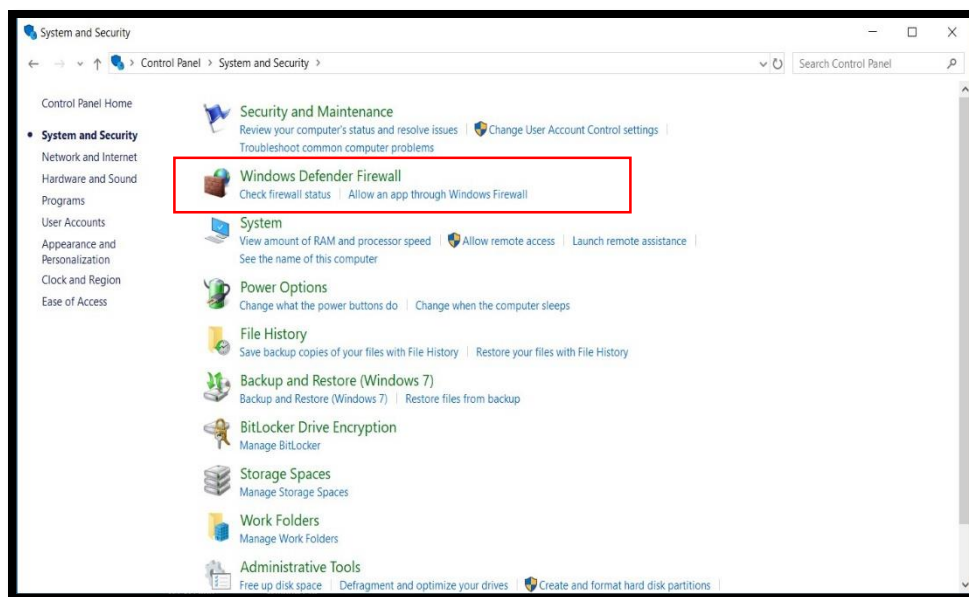 System and Security
Control Panel > System and Security >
Search Control Panel
Control Panel Home
System and Security
Network and Internet
Hardware and Sound
Programs
User Accounts
Appearance and
Personalization
Clock and Region
Ease of Access
Security and Maintenance
Review your computer's status and resolve issues
Change User Account Control settings
Troubleshoot common computer problems
Windows Defender Firewall
Check firewall status
Allow an app through Windows Firewall
System
View amount of RAM and processor speed
Allow remote access
Launch remote assistance
See the name of this computer
Power Options
Change what the power buttons do
Change when the computer sleeps
File History
Save backup copies of your files with File History
Restore your files with File History
Backup and Restore (Windows 7)
Backup and Restore (Windows 7)
Restore files from backup
BitLocker Drive Encryption
Manage BitLocker
Storage Spaces
Manage Storage Spaces
Work Folders
Manage Work Folders
Administrative Tools
Free up disk space
Defragment and optimize your drives
Create and format hard disk partitions